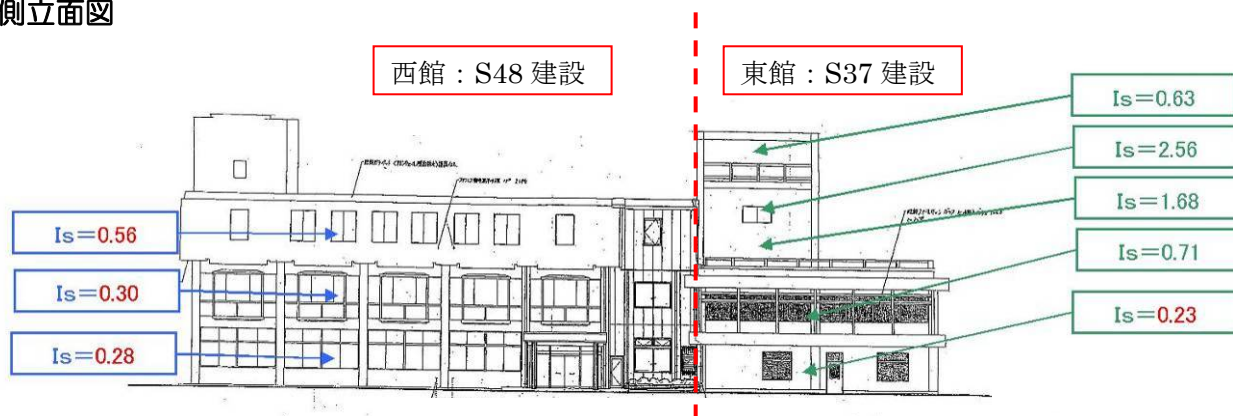 側立面図
西館：S48 建設
東館：S37 建設
Is＝0.63
Is＝2.56
Is＝1.68
Is＝0.71
Is＝0.23
Is＝0.56
Is＝0.30
Is＝0.28